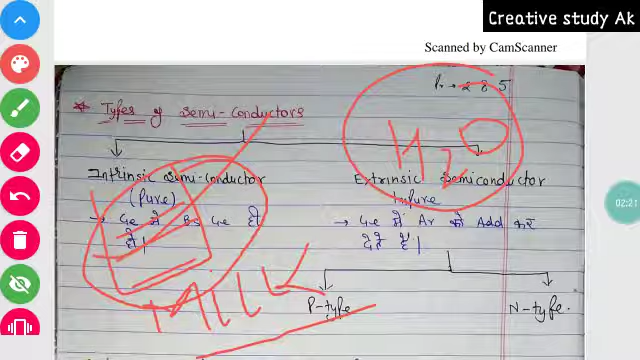 Creative study Ak
Scanned by CamScanner
Pr → 2 8 5
* Types of Semi-Conductors
Intrinsic Semi-Conductor
(Pure)
→ Ge में Bs Ge ही
हो।
Extrinsic Semiconductor
Impure
→ Ge में Ar को Add कर
देते हैं।
H2O
MILK
P-type
N-type.
02:21